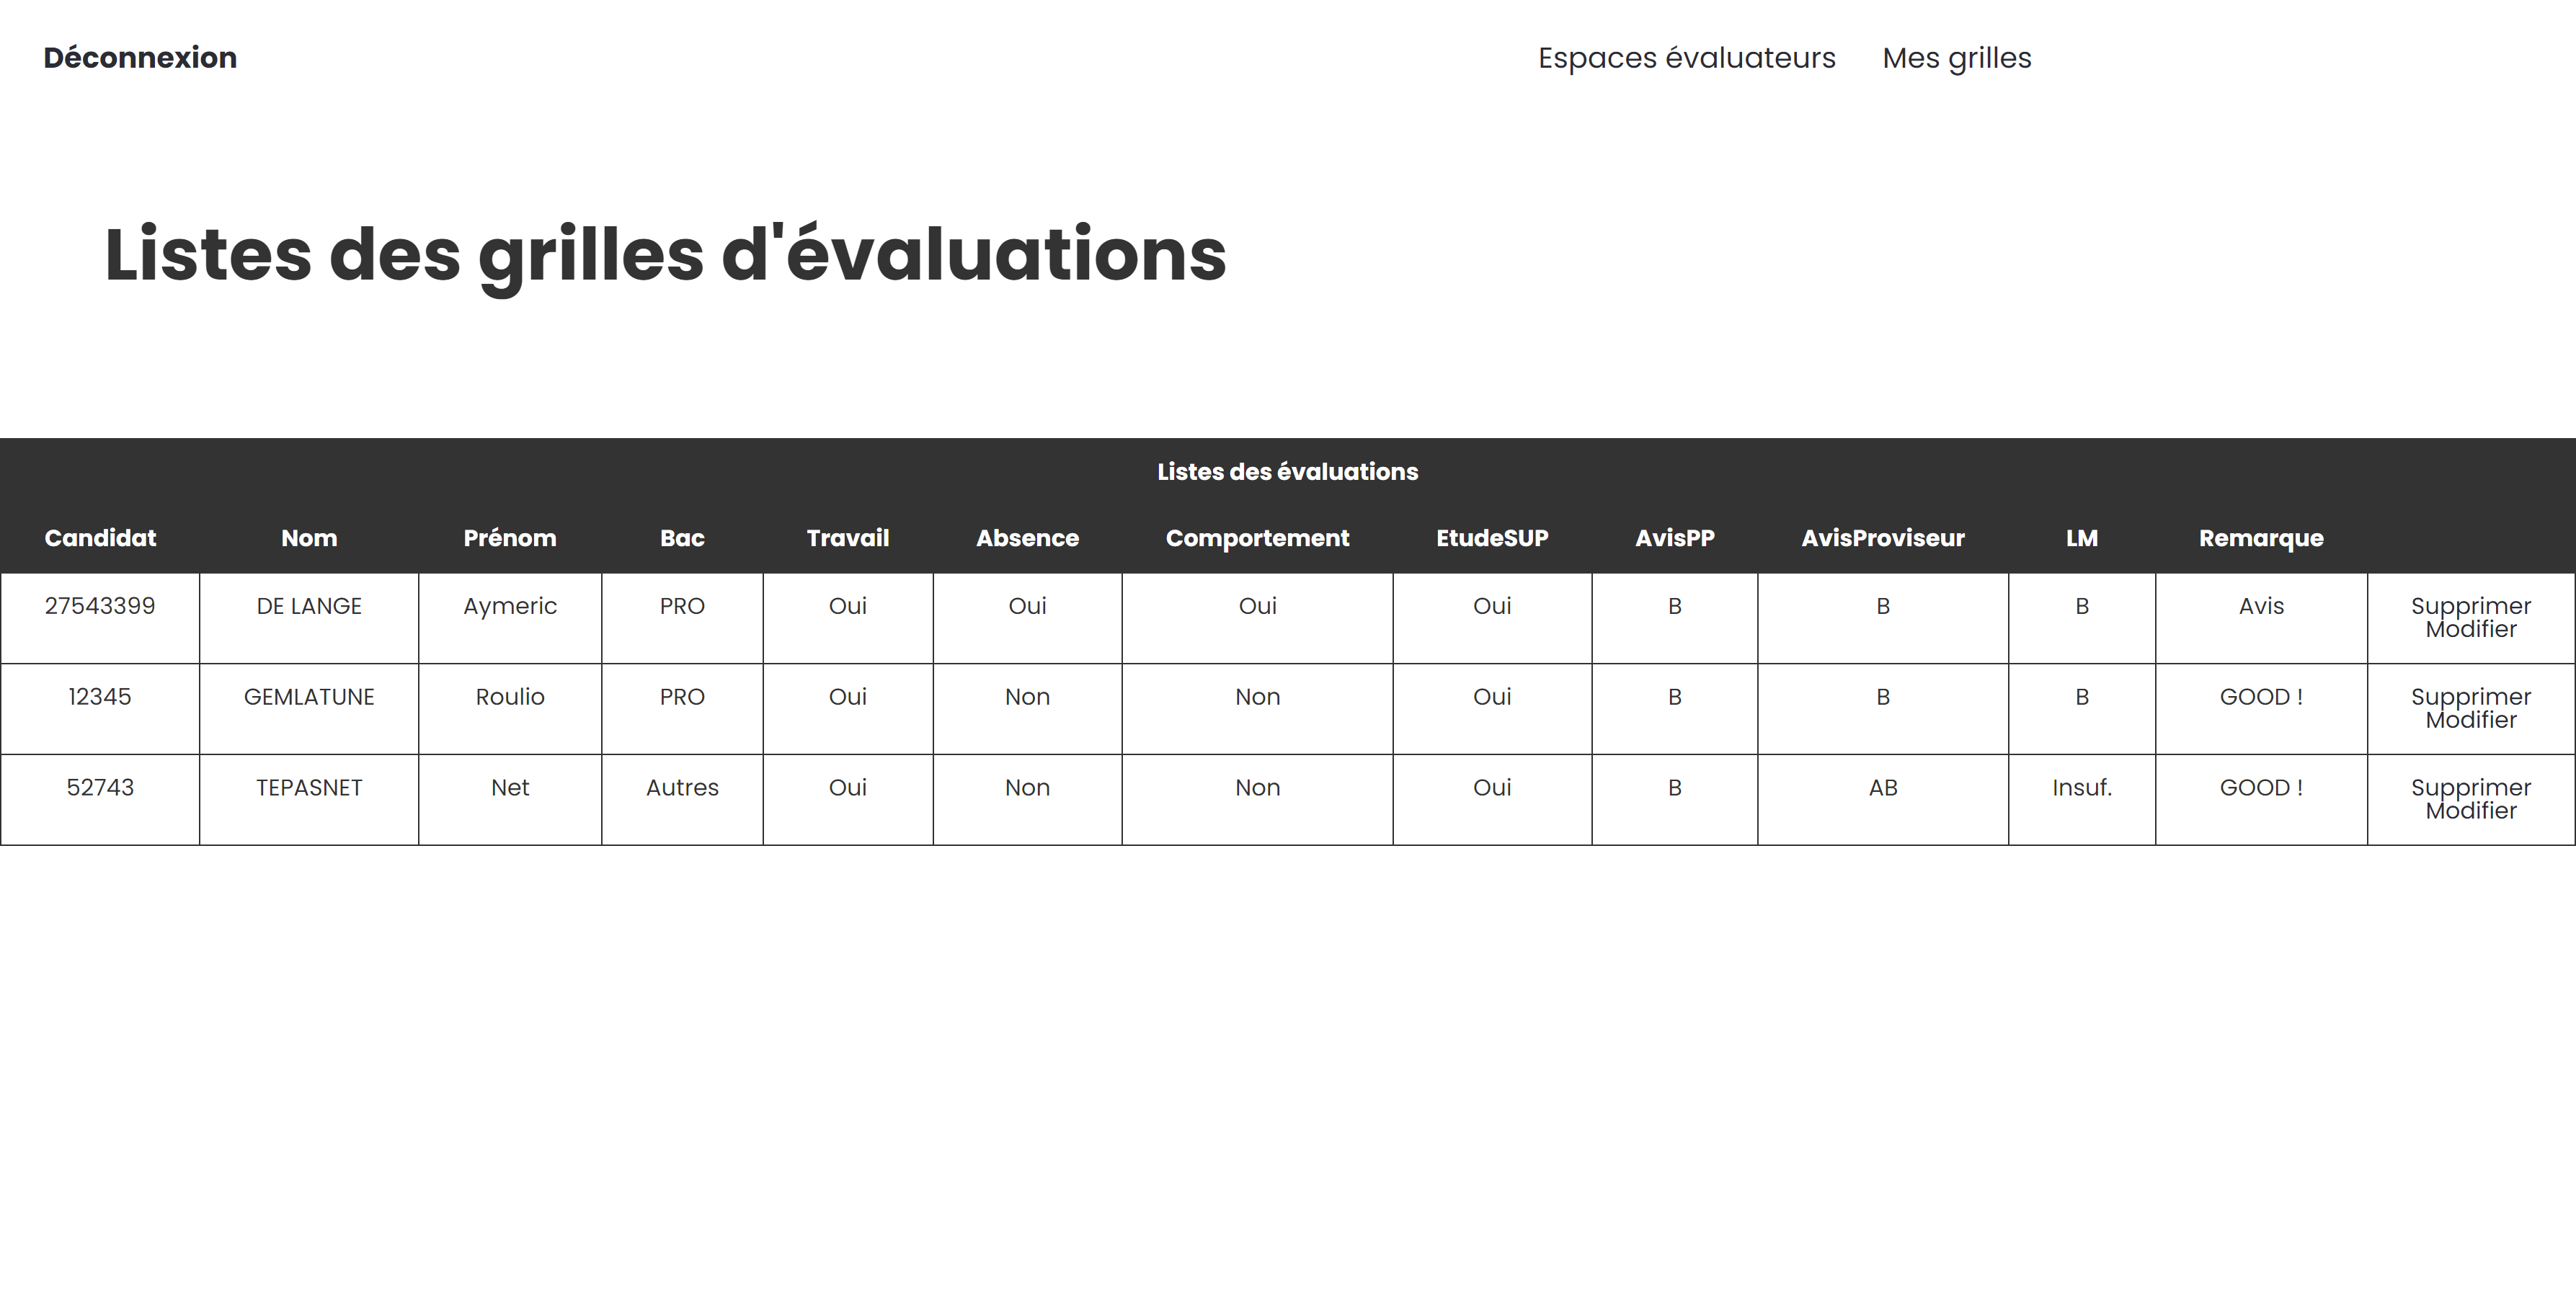 Déconnexion Espaces évaluateurs Mes grilles
Listes des grilles d'évaluations
Listes des évaluations
Candidat Nom Prénom Bac Travail Absence Comportement EtudeSUP AvisPP AvisProviseur LM Remarque
27543399 DE LANGE Aymeric PRO Oui Oui Oui Oui B B B Avis Supprimer
Modifier
12345 GEMLATUNE Roulio PRO Oui Non Non Oui B B B GOOD ! Supprimer
Modifier
52743 TEPASNET Net Autres Oui Non Non Oui B AB Insuf. GOOD ! Supprimer
Modifier